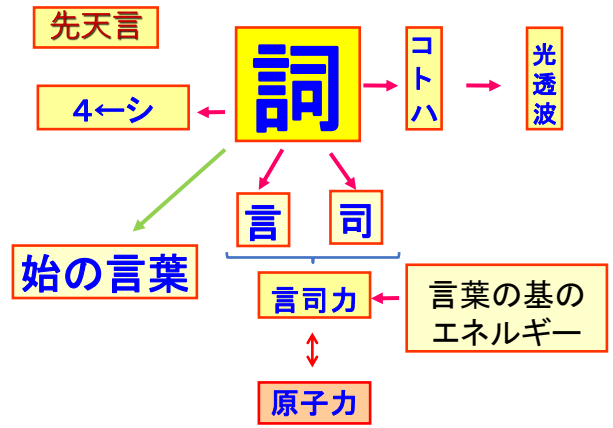 先天言
詞
コトハ
光透波
4←シ
言
司
始の言葉
言司力
言葉の基の
エネルギー
原子力